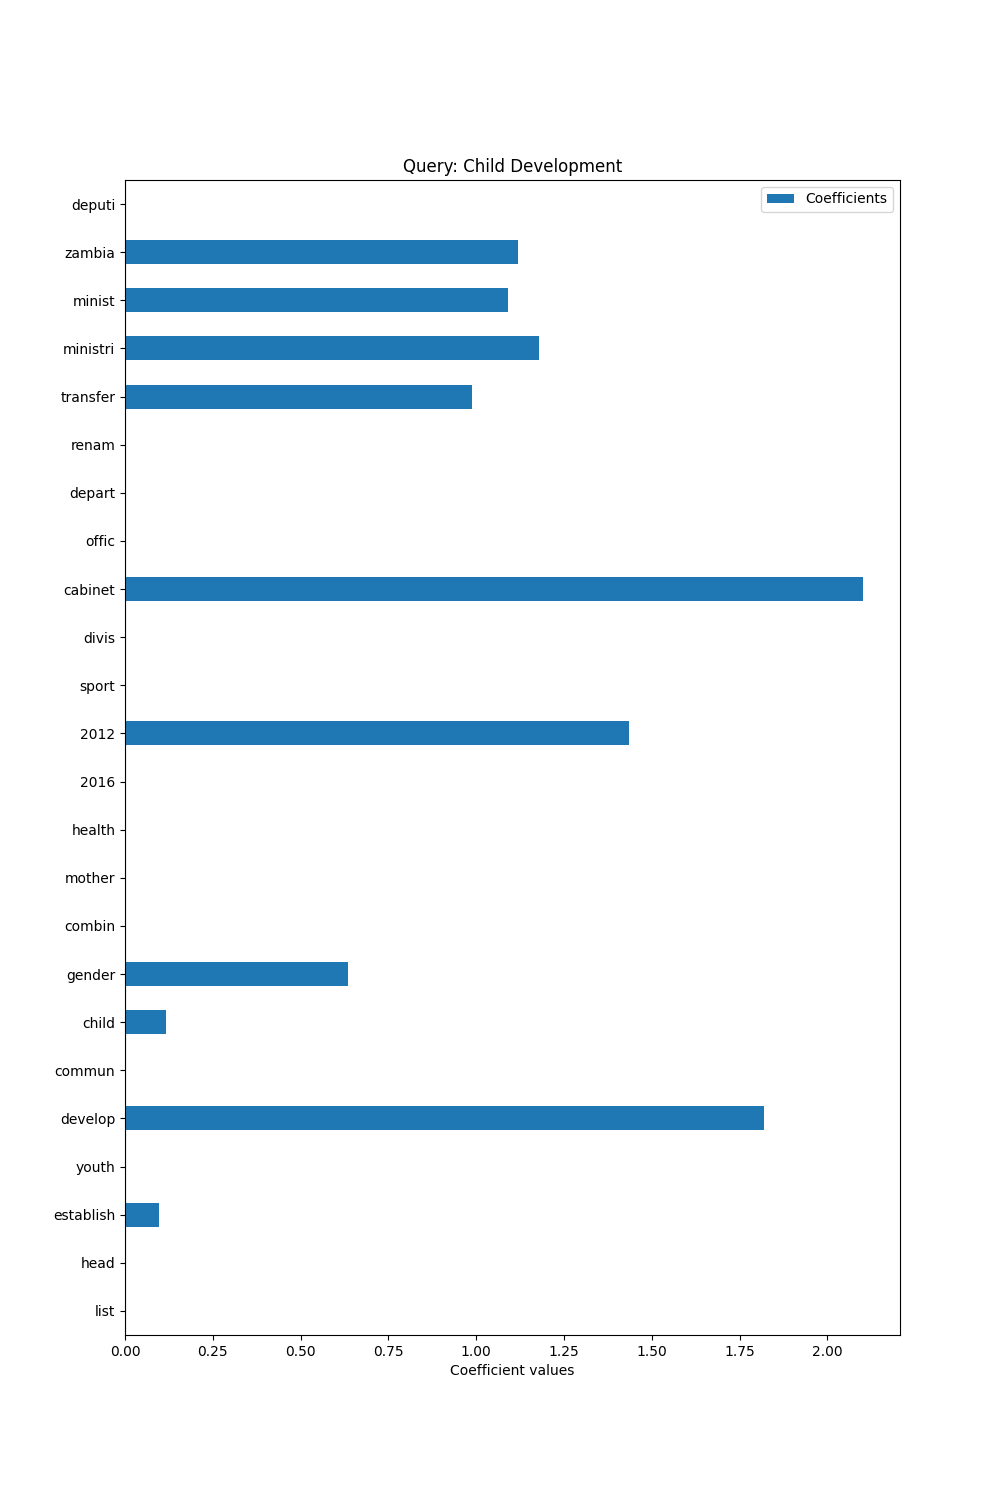 Query: Child Development
Coefficients
deputi
zambia
minist
ministri
transfer
renam
depart
offic
cabinet
divis
sport
2012
2016
health
mother
combin
gender
child
commun
develop
youth
establish
head
list
0.00 0.25 0.50 0.75 1.00 1.25 1.50 1.75 2.00
Coefficient values